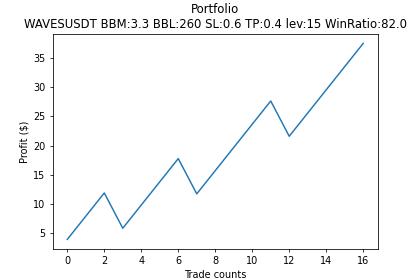 Portfolio
WAVESUSDT BBM:3.3 BBL:260 SL:0.6 TP:0.4 lev:15 WinRatio:82.0
Profit ($)
35
30
25
20
15
10
5
0 2 4 6 8 10 12 14 16
Trade counts